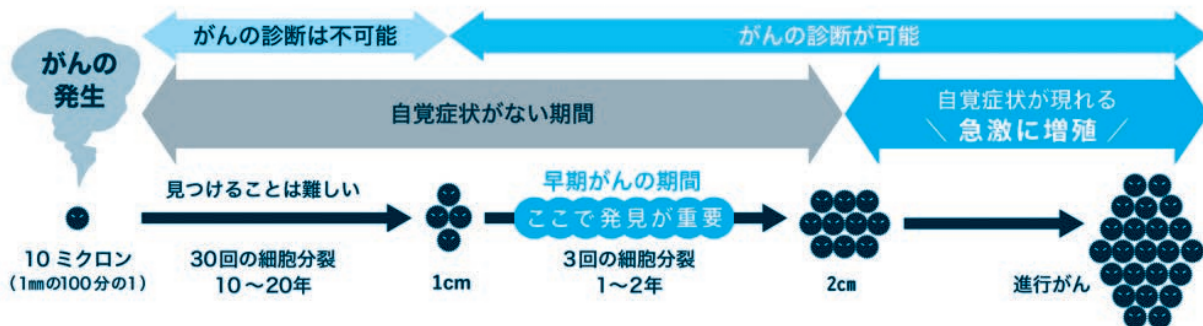 がんの診断は不可能
がんの診断が可能
がんの
発生
自覚症状がない期間
自覚症状が現れる
＼ 急激に増殖 ／
見つけることは難しい
早期がんの期間
ここで発見が重要
10 ミクロン
（1㎜の100分の1）
30回の細胞分裂
10〜20年
1cm
3回の細胞分裂
1〜2年
2cm
進行がん